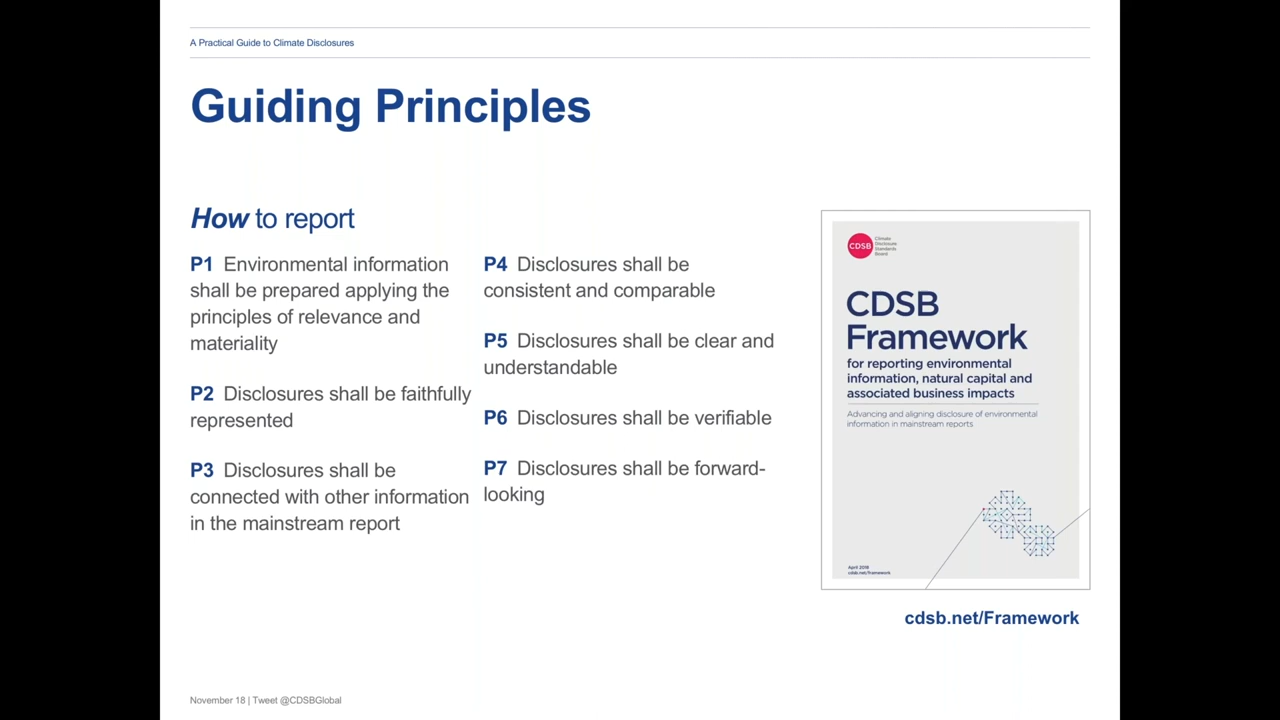 A Practical Guide to Climate Disclosures
Guiding Principles
How to report
P1 Environmental information
shall be prepared applying the
principles of relevance and
materiality
P2 Disclosures shall be faithfully
represented
P3 Disclosures shall be
connected with other information
in the mainstream report
P4 Disclosures shall be
consistent and comparable
P5 Disclosures shall be clear and
understandable
P6 Disclosures shall be verifiable
P7 Disclosures shall be forward-
looking
CDSB
Climate
Disclosure
Standards
Board
CDSB
Framework
for reporting environmental
information, natural capital and
associated business impacts
Advancing and aligning disclosure of environmental
information in mainstream reports
April 2018
cdsb.net/framework
cdsb.net/Framework
November 18 | Tweet @CDSBGlobal